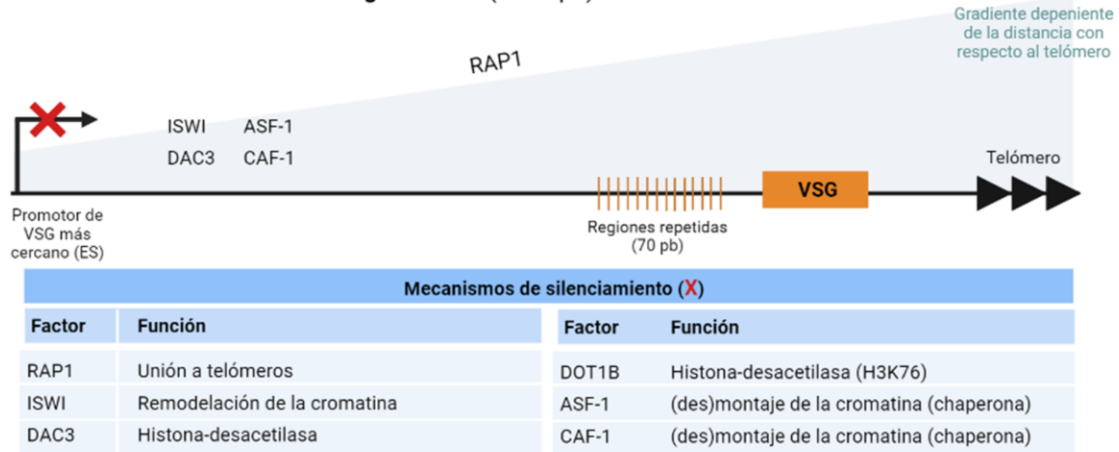 Gradiente depeniente
de la distancia con
respecto al telómero
RAP1
ISWI ASF-1
DAC3 CAF-1
Telómero
VSG
Promotor de
VSG más
cercano (ES)
Regiones repetidas
(70 pb)
Mecanismos de silenciamiento (X)
Factor Función Factor Función
RAP1 Unión a telómeros DOT1B Histona-desacetilasa (H3K76)
ISWI Remodelación de la cromatina ASF-1 (des)montaje de la cromatina (chaperona)
DAC3 Histona-desacetilasa CAF-1 (des)montaje de la cromatina (chaperona)